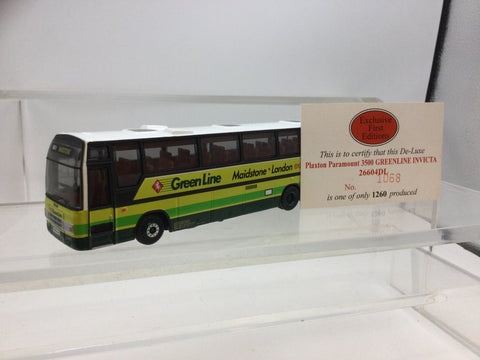 Green Line
Maidstone • London
Exclusive
First
Editions
This is to certify that this De-Luxe
Plaxton Paramount 3500 GREENLINE INVICTA
26604DL
No. 1068
is one of only 1260 produced